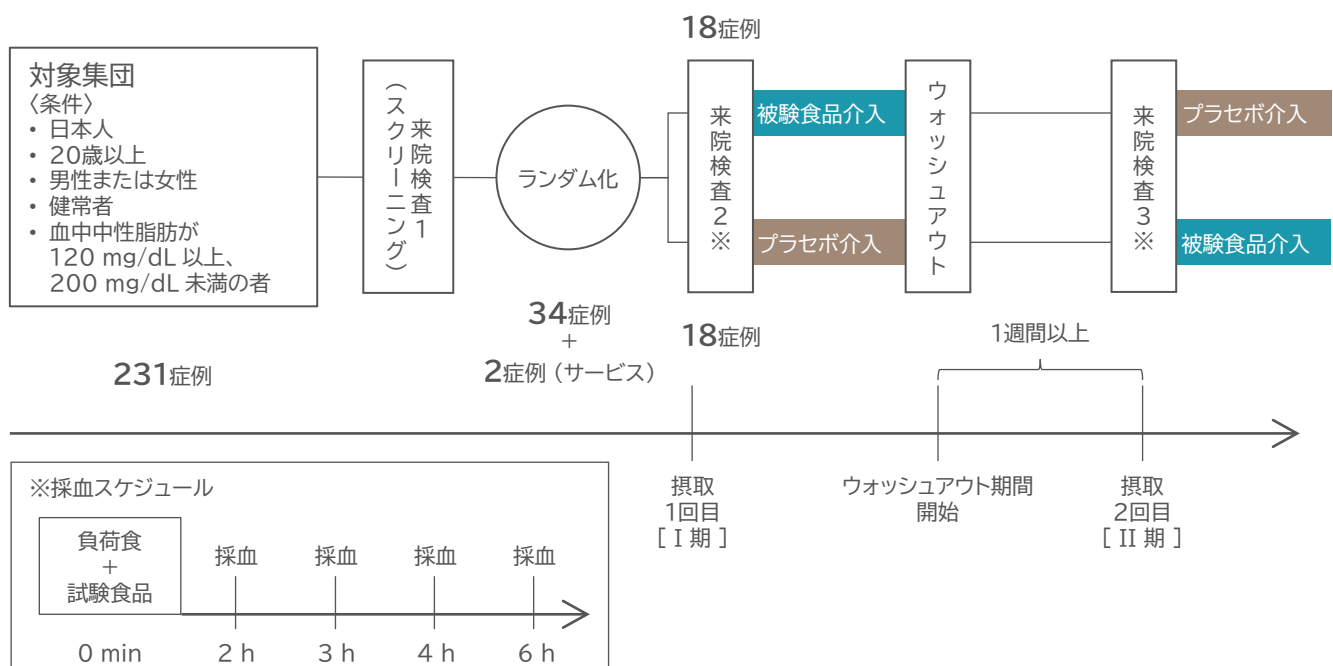 対象集団
〈条件〉
・ 日本人
・ 20歳以上
・ 男性または女性
・ 健常者
・ 血中中性脂肪が
120 mg/dL 以上、
200 mg/dL 未満の者
231症例
来院検査1
（スクリーニング）
ランダム化
34症例
+
2症例（サービス）
18症例
来院検査2※
18症例
被験食品介入
プラセボ介入
ウォッシュアウト
来院検査3※
プラセボ介入
被験食品介入
1週間以上
摂取
1回目
[ I 期 ]
ウォッシュアウト期間
開始
摂取
2回目
[ II 期 ]
※採血スケジュール
負荷食
+
試験食品
採血
採血
採血
採血
0 min
2 h
3 h
4 h
6 h